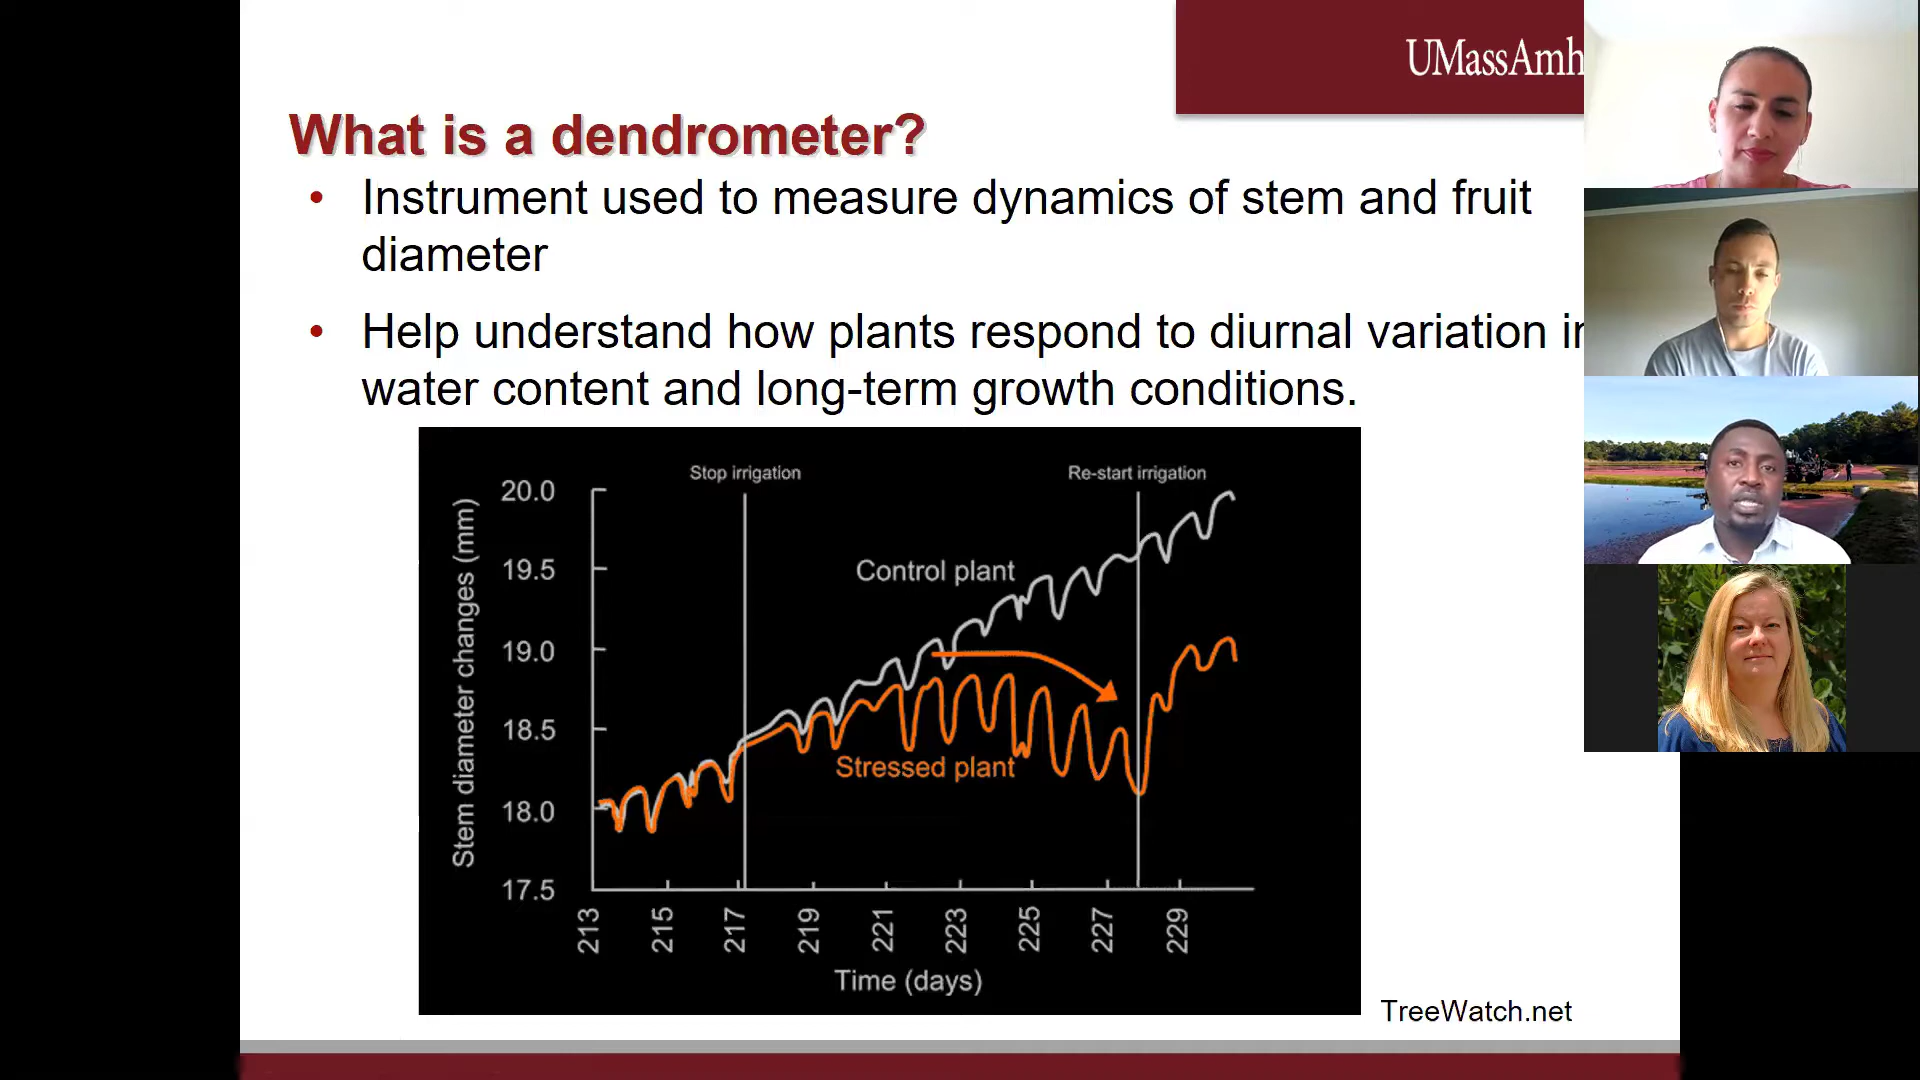 UMassAmh
What is a dendrometer?
• Instrument used to measure dynamics of stem and fruit
diameter
• Help understand how plants respond to diurnal variation in
water content and long-term growth conditions.
Stop irrigation
Re-start irrigation
20.0
19.5
19.0
18.5
18.0
17.5
Stem diameter changes (mm)
Control plant
Stressed plant
213
215
217
219
221
223
225
227
229
Time (days)
TreeWatch.net